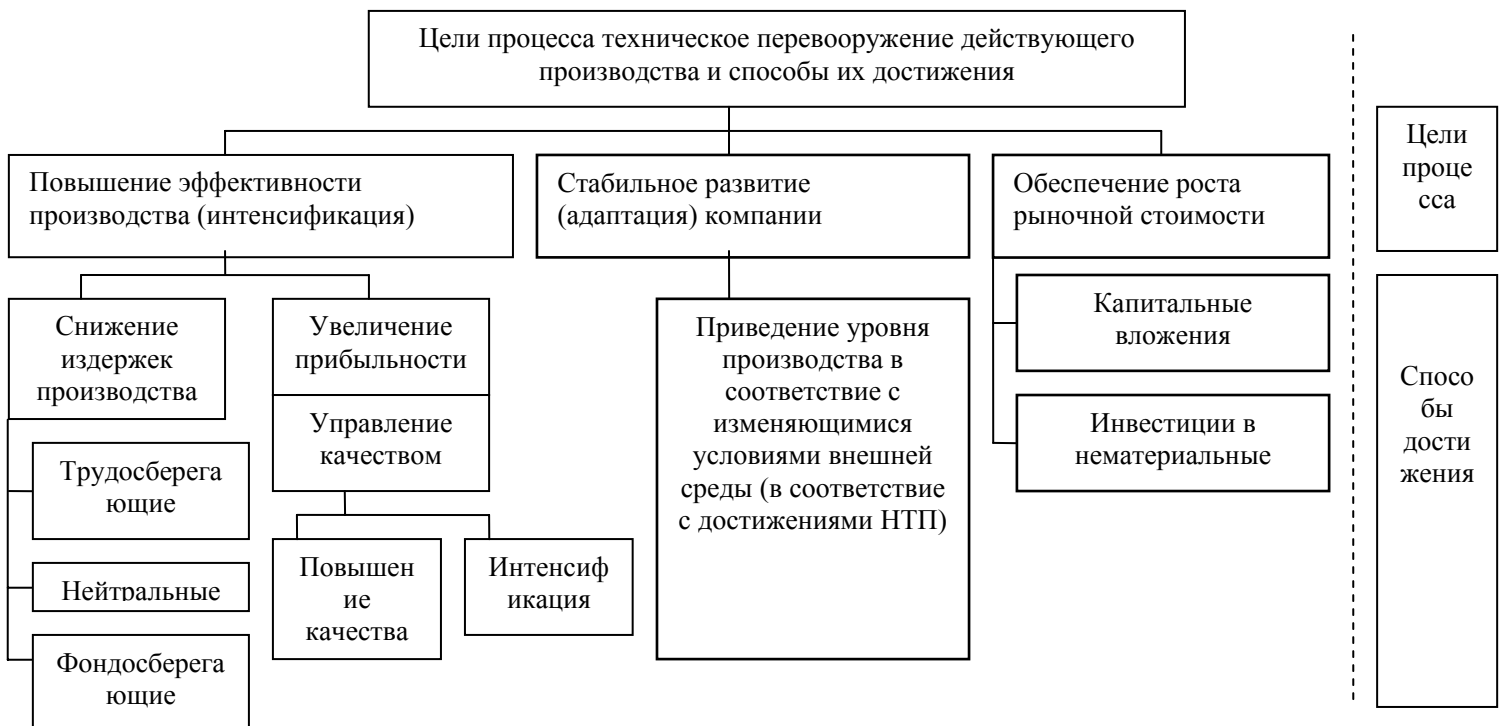 Цели процесса техническое перевооружение действующего
производства и способы их достижения
Повышение эффективности
производства (интенсификация)
Стабильное развитие
(адаптация) компании
Обеспечение роста
рыночной стоимости
Цели
проце
сса
Снижение
издержек
производства
Увеличение
прибыльности
Управление
качеством
Трудосберега
ющие
Нейтральные
Фондосберега
ющие
Повышен
ие
качества
Интенсиф
икация
Приведение уровня
производства в
соответствие с
изменяющимися
условиями внешней
среды (в соответствие
с достижениями НТП)
Капитальные
вложения
Инвестиции в
нематериальные
Спосо
бы
дости
жения